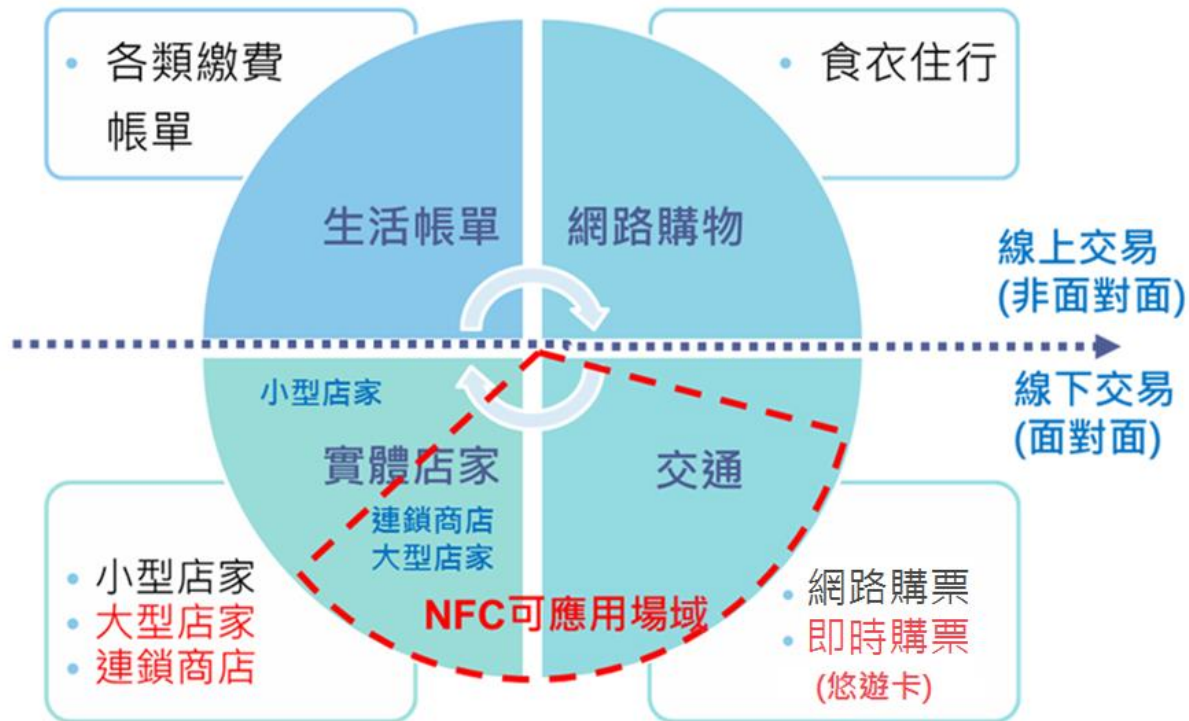 各類繳費
帳單
食衣住行
生活帳單
網路購物
線上交易
(非面對面)
線下交易
(面對面)
小型店家
實體店家
連鎖商店
大型店家
交通
NFC可應用場域
小型店家
大型店家
連鎖商店
網路購票
即時購票
(悠遊卡)